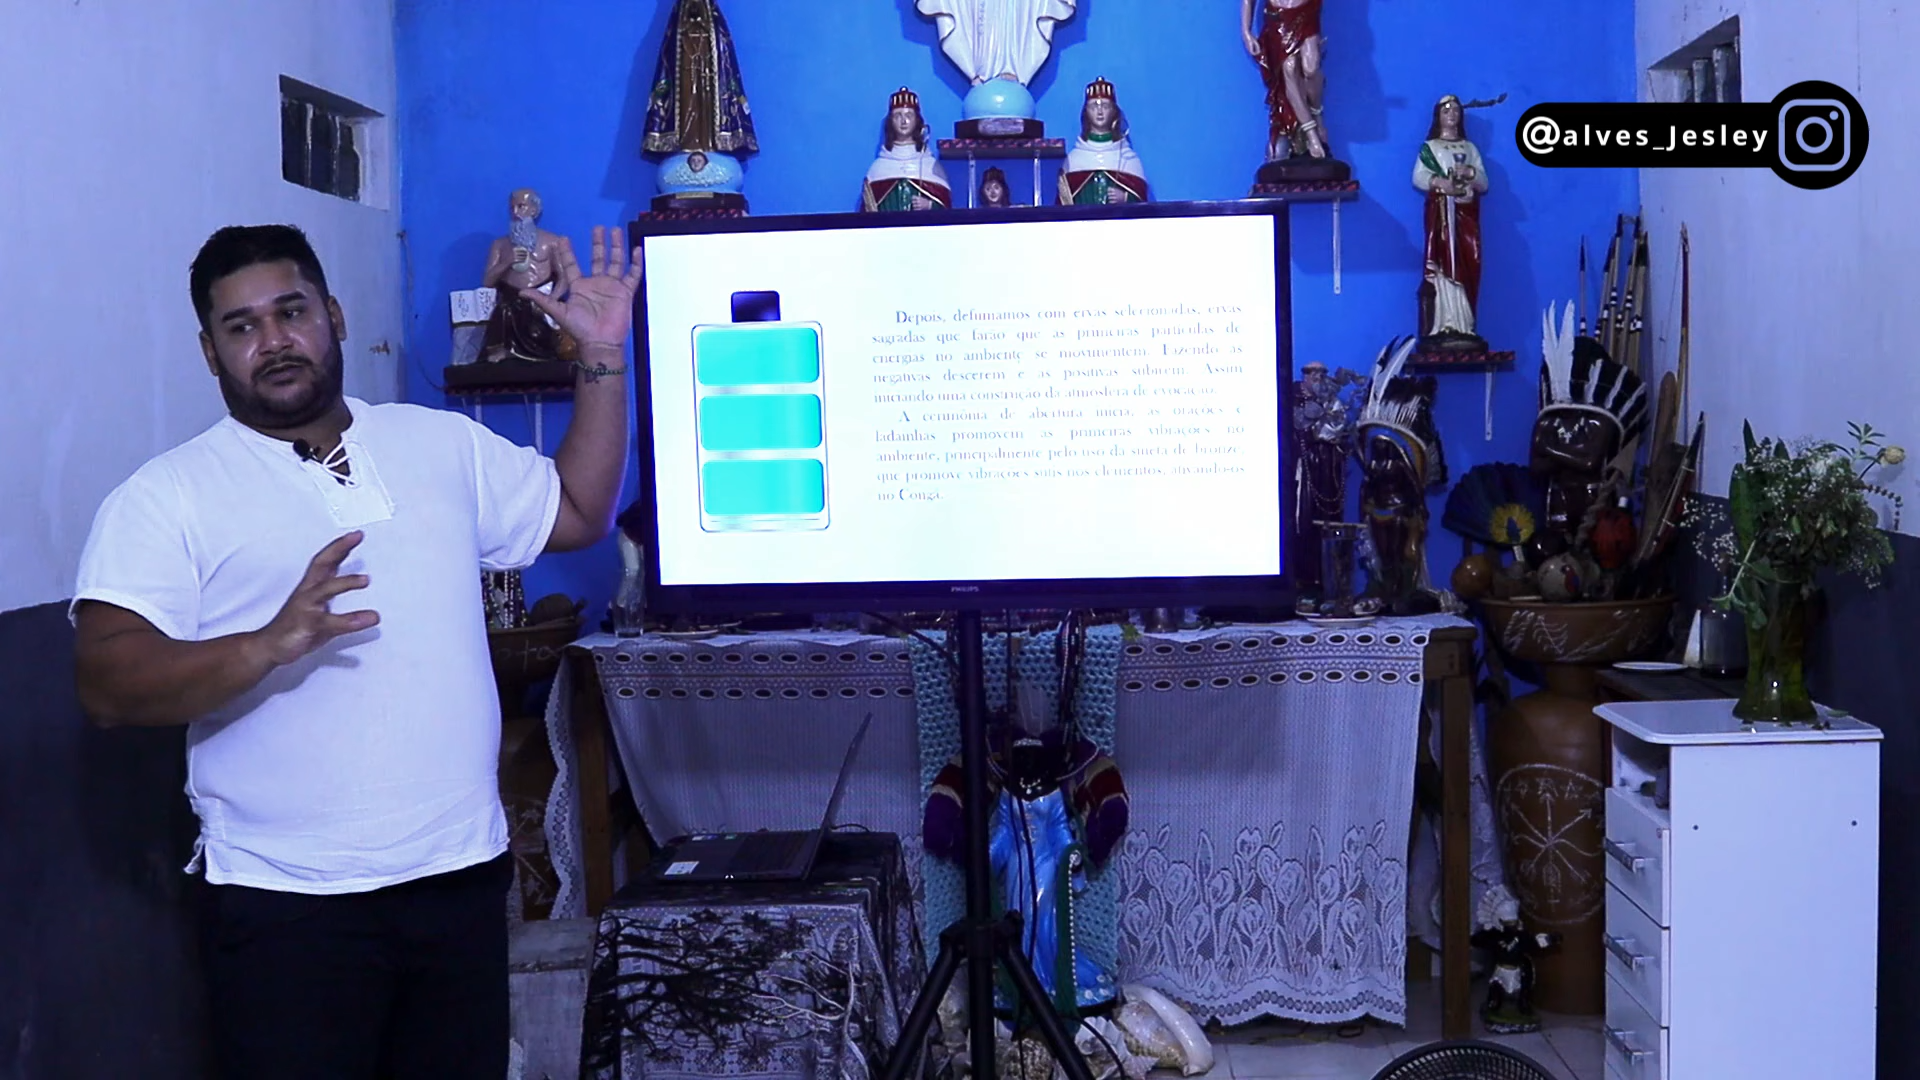 @alves_Jesley
Depois, defumamos com ervas selecionadas, ervas
sagradas que farão que as primeiras partículas de
energias no ambiente se movimentem. Fazendo as
negativas descerem e as positivas subirem. Assim
iniciando uma construção da atmosfera de evocação.
A cerimônia de abertura inicia, as orações e
ladainhas promovem as primeiras vibrações no
ambiente, principalmente pelo uso da sineta de bronze,
que promove vibrações sutis nos elementos, ativando-os
no Congá.
PHILIPS